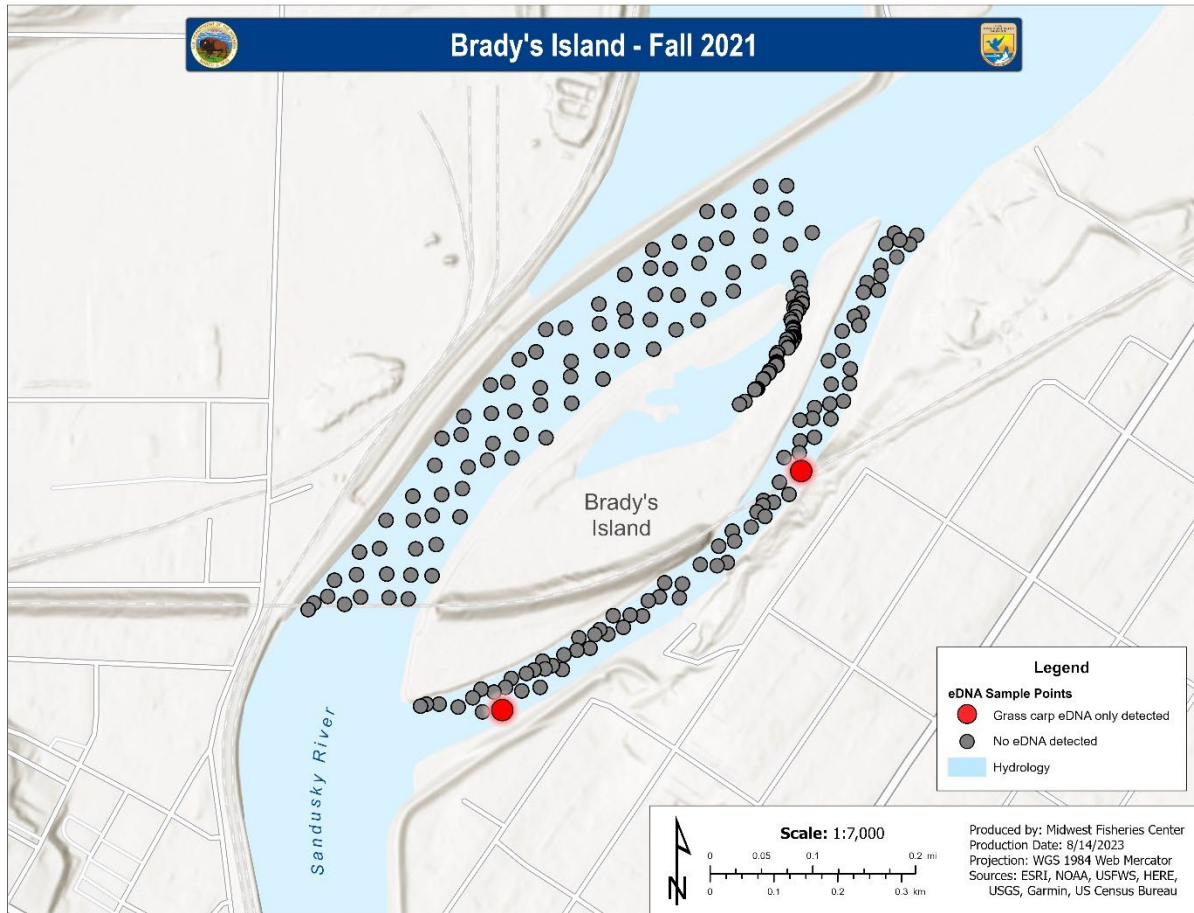 Brady's Island - Fall 2021
Brady's
Island
Sandusky River
Legend
eDNA Sample Points
Grass carp eDNA only detected
No eDNA detected
Hydrology
N
Scale: 1:7,000
0 0.05 0.1 0.2 mi
0 0.1 0.2 0.3 km
Produced by: Midwest Fisheries Center
Production Date: 8/14/2023
Projection: WGS 1984 Web Mercator
Sources: ESRI, NOAA, USFWS, HERE,
USGS, Garmin, US Census Bureau